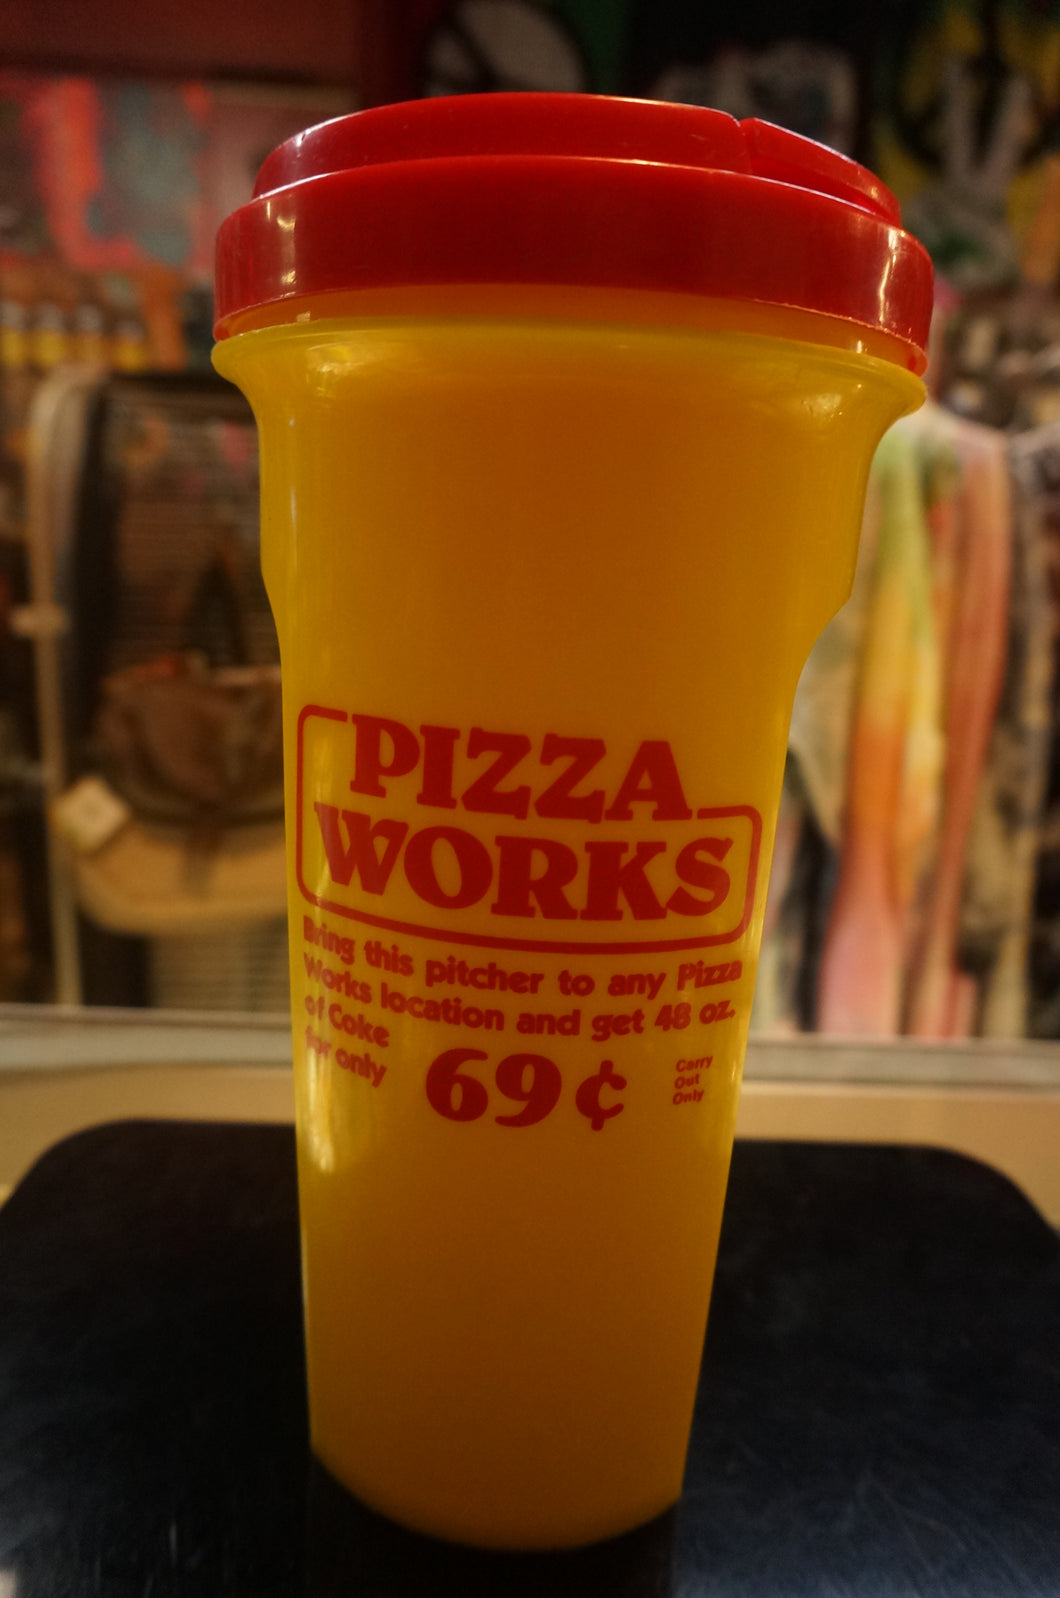 PIZZA
WORKS
Bring this pitcher to any Pizza
Works location and get 48 oz.
of Coke
for only
69¢
Carry
Out
Only